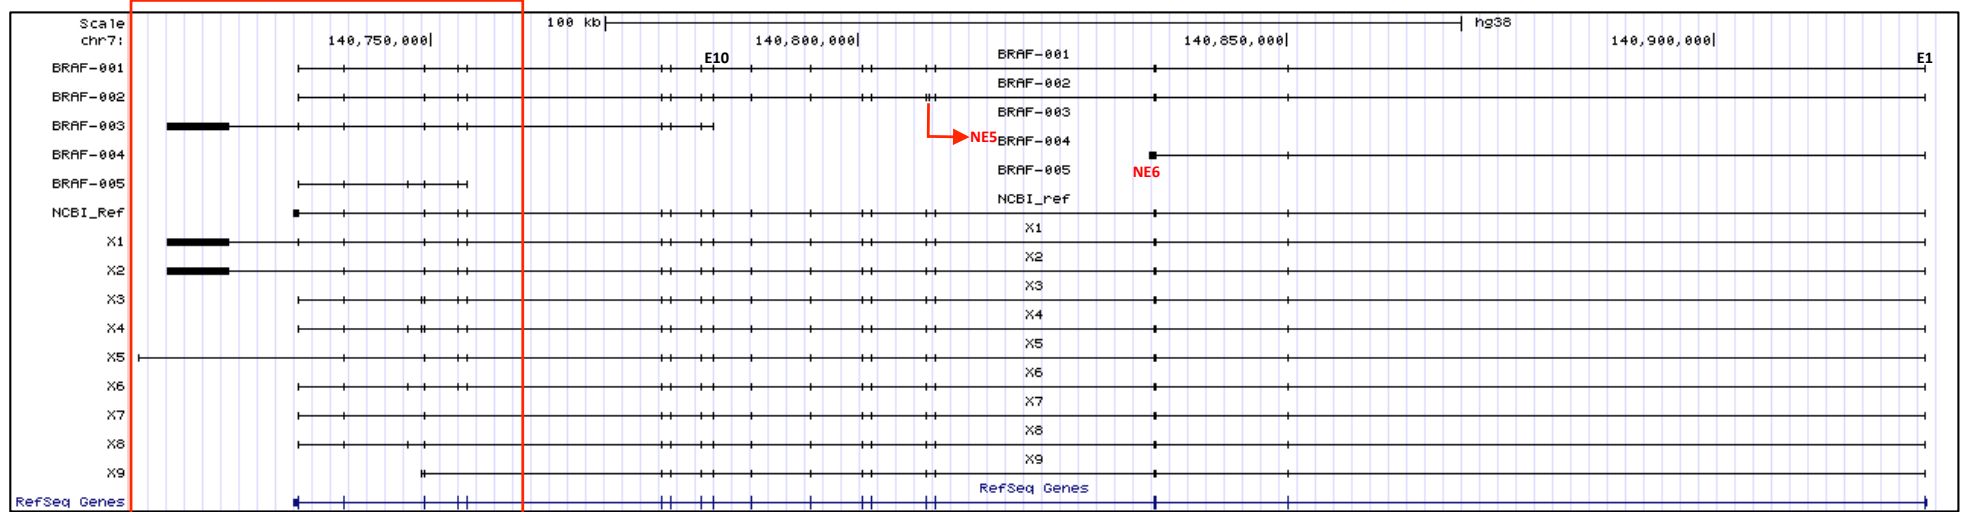 Scale 100 kb hg38
chr7: 140,750,000 140,800,000 140,850,000 140,900,000
BRAF-001 E10 BRAF-001 E1
BRAF-002 BRAF-002
BRAF-003 BRAF-003
NE5
BRAF-004 BRAF-004
NE6
BRAF-005 BRAF-005
NCBI_Ref NCBI_ref
X1 X1
X2 X2
X3 X3
X4 X4
X5 X5
X6 X6
X7 X7
X8 X8
X9 X9
RefSeq Genes RefSeq Genes